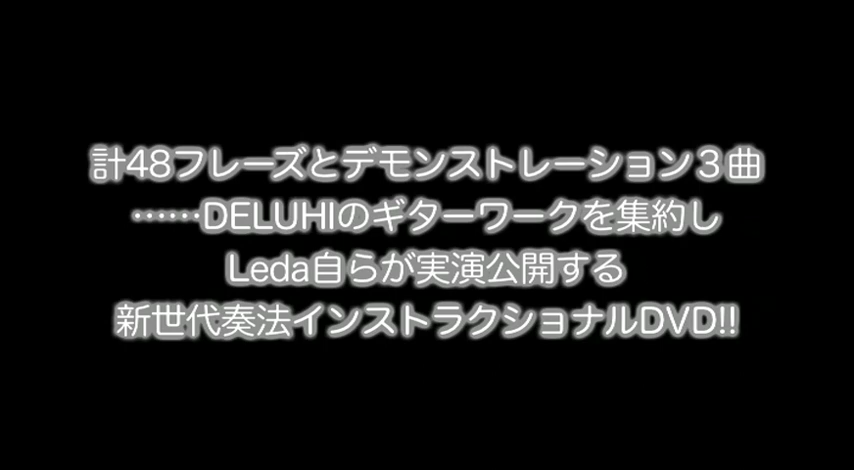 計48フレーズとデモンストレーション３曲
……DELUHIのギターワークを集約し
Leda自らが実演公開する
新世代奏法インストラクショナルDVD!!